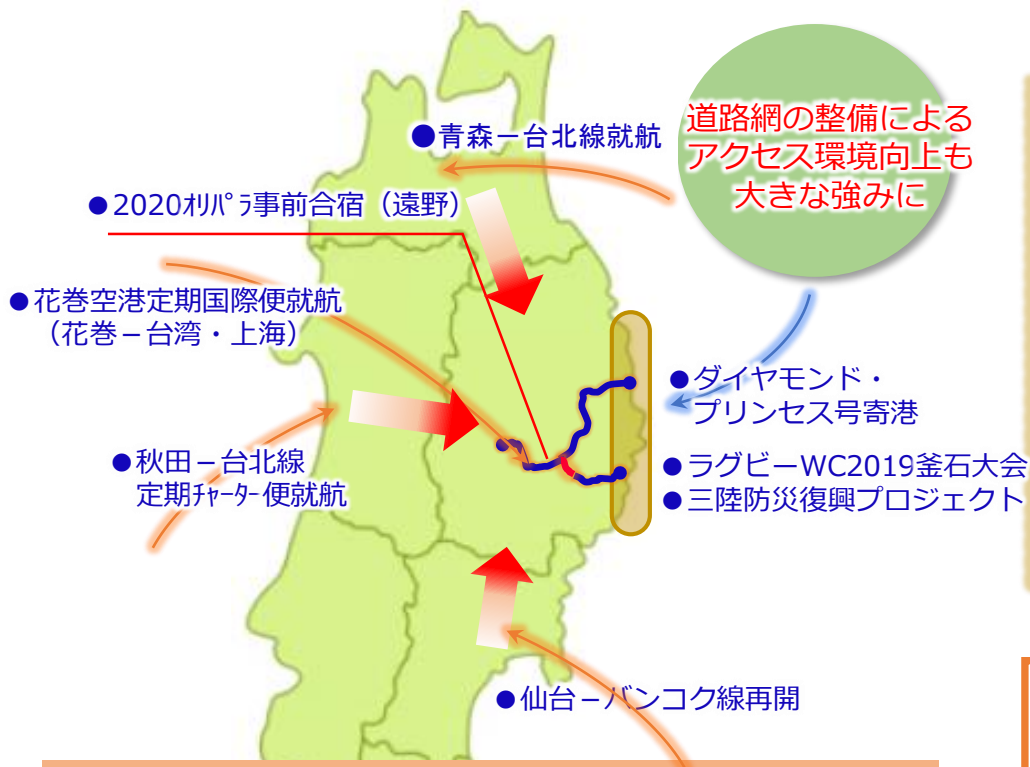 道路網の整備による
アクセス環境向上も
大きな強みに
●青森－台北線就航
●2020ｵﾘﾊﾟﾗ事前合宿（遠野）
●花巻空港定期国際便就航
（花巻－台湾・上海）
●ダイヤモンド・
プリンセス号寄港
●秋田－台北線
定期ﾁｬｰﾀｰ便就航
●ラグビーWC2019釜石大会
●三陸防災復興プロジェクト
●仙台－バンコク線再開